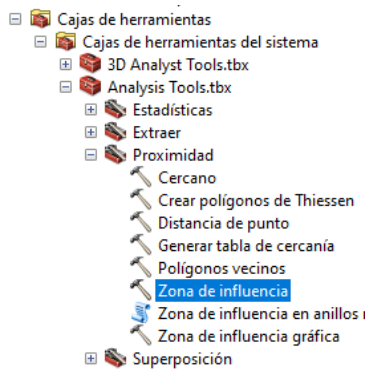 Cajas de herramientas
Cajas de herramientas del sistema
3D Analyst Tools.tbx
Analysis Tools.tbx
Estadísticas
Extraer
Proximidad
Cercano
Crear polígonos de Thiessen
Distancia de punto
Generar tabla de cercanía
Polígonos vecinos
Zona de influencia
Zona de influencia en anillos
Zona de influencia gráfica
Superposición